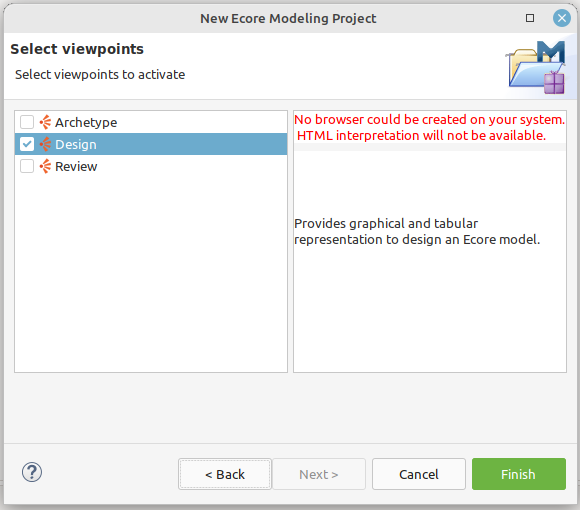 New Ecore Modeling Project
Select viewpoints
Select viewpoints to activate
Archetype
Design
Review
No browser could be created on your system.
HTML interpretation will not be available.
Provides graphical and tabular
representation to design an Ecore model.
< Back
Next >
Cancel
Finish